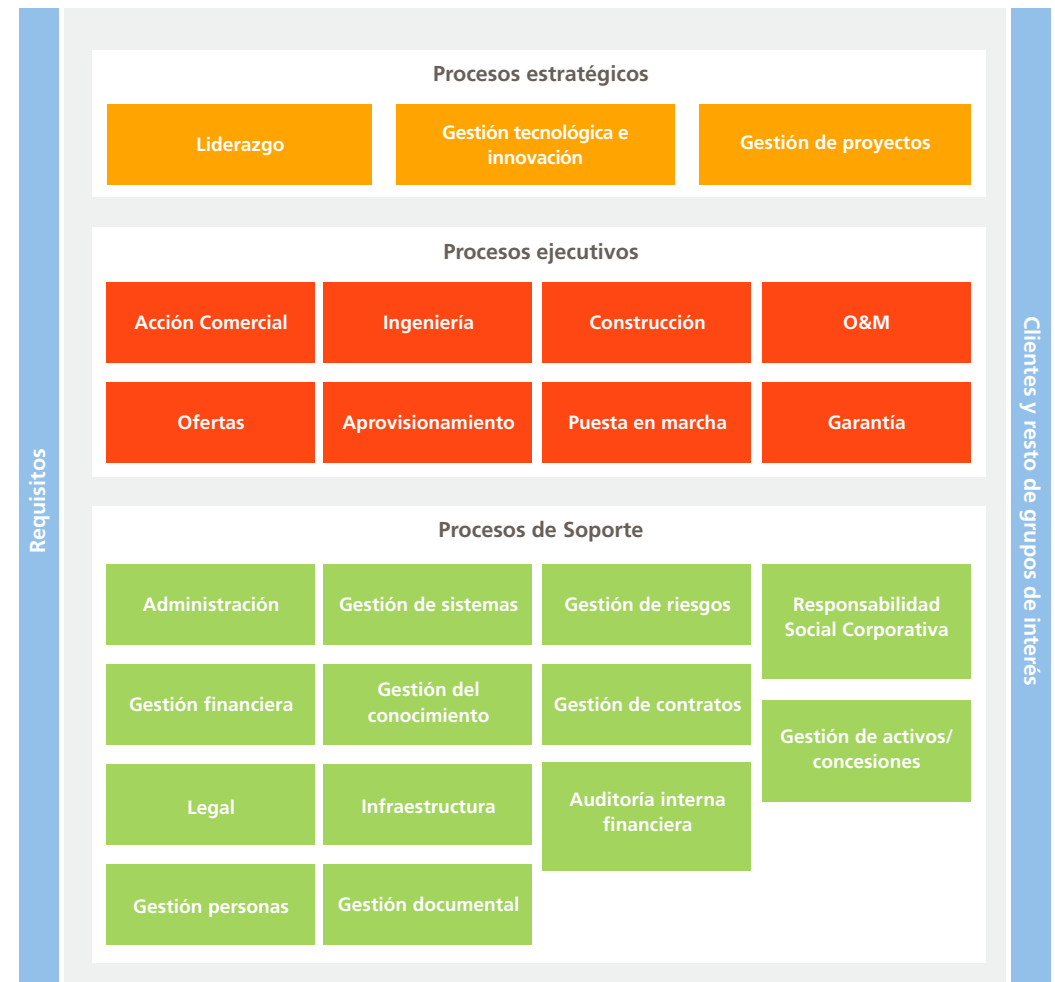 Requisitos
Procesos estratégicos
Liderazgo
Gestión tecnológica e
innovación
Gestión de proyectos
Procesos ejecutivos
Acción Comercial
Ingeniería
Construcción
O&M
Ofertas
Aprovisionamiento
Puesta en marcha
Garantía
Procesos de Soporte
Administración
Gestión de sistemas
Gestión de riesgos
Responsabilidad
Social Corporativa
Gestión financiera
Gestión del
conocimiento
Gestión de contratos
Gestión de activos/
concesiones
Legal
Infraestructura
Auditoría interna
financiera
Gestión personas
Gestión documental
Clientes y resto de grupos de interés